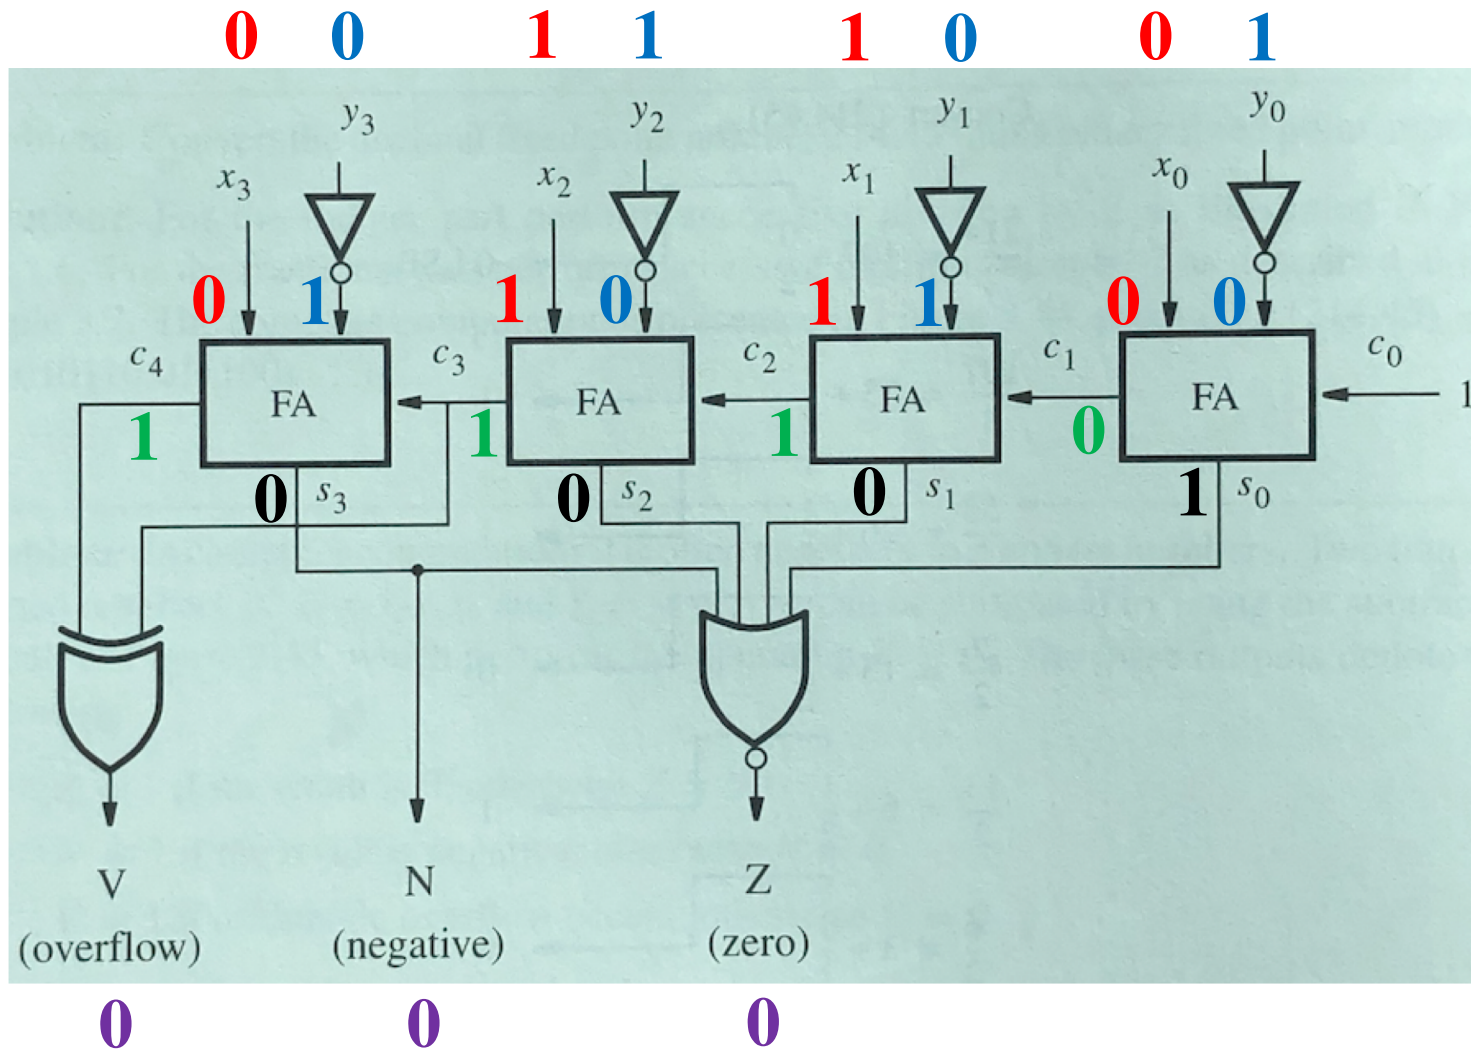 0 0 1 1 1 0 0 1
y3 y2 y1 y0
x3 x2 x1 x0
0 1 1 0 1 1 0 0
c4 c3 c2 c1 c0
FA FA FA FA 1
1 1 1 0
0 s3 0 s2 0 s1 1 s0
V N Z
(overflow) (negative) (zero)
0 0 0